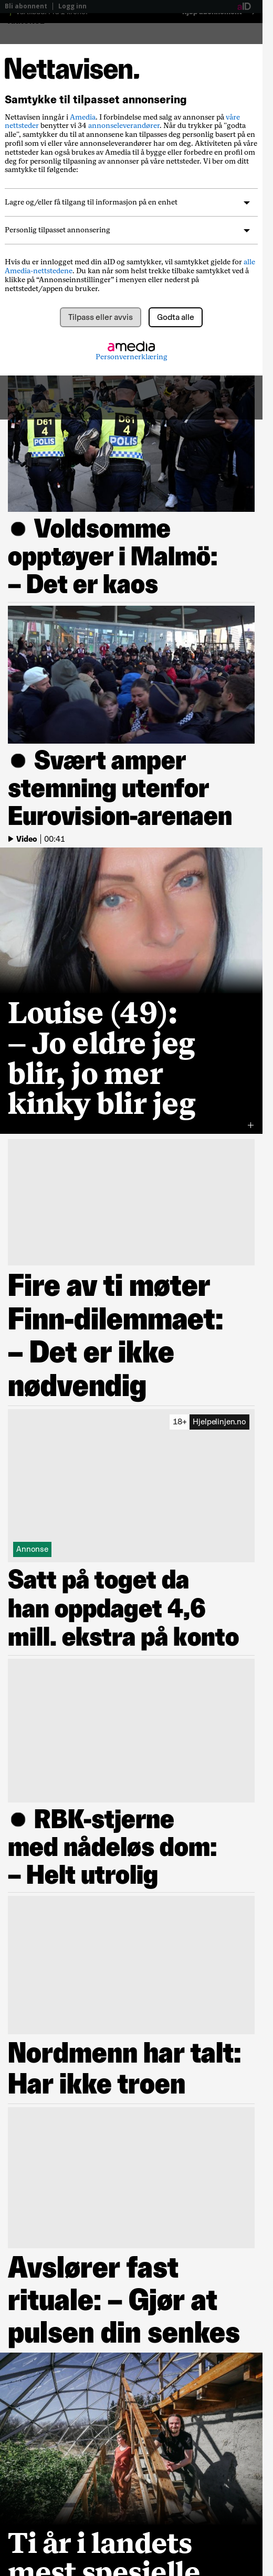 Bli abonnent | Logg inn
aID
Nettavisen.
Samtykke til tilpasset annonsering
Nettavisen inngår i Amedia. I forbindelse med salg av annonser på våre
nettsteder benytter vi 34 annonseleverandører. Når du trykker på "godta
alle", samtykker du til at annonsene kan tilpasses deg personlig basert på en
profil som vi eller våre annonseleverandører har om deg. Aktiviteten på våre
nettsteder kan også brukes av Amedia til å bygge eller forbedre en profil om
deg for personlig tilpasning av annonser på våre nettsteder. Vi ber om ditt
samtykke til følgende:
Lagre og/eller få tilgang til informasjon på en enhet
Personlig tilpasset annonsering
Hvis du er innlogget med din aID og samtykker, vil samtykket gjelde for alle
Amedia-nettstedene. Du kan når som helst trekke tilbake samtykket ved å
klikke på “Annonseinnstillinger” i menyen eller nederst på
nettstedet/appen du bruker.
Tilpass eller avvis
Godta alle
amedia
Personvernerklæring
D61
4
POLIS
D61
4
POLIS
● Voldsomme
opptøyer i Malmö:
– Det er kaos
● Svært amper
stemning utenfor
Eurovision-arenaen
Video | 00:41
Louise (49):
– Jo eldre jeg
blir, jo mer
kinky blir jeg
+
Fire av ti møter
Finn-dilemmaet:
– Det er ikke
nødvendig
18+ Hjelpelinjen.no
Annonse
Satt på toget da
han oppdaget 4,6
mill. ekstra på konto
● RBK-stjerne
med nådeløs dom:
– Helt utrolig
Nordmenn har talt:
Har ikke troen
Avslører fast
rituale: – Gjør at
pulsen din senkes
Ti år i landets
mest spesielle